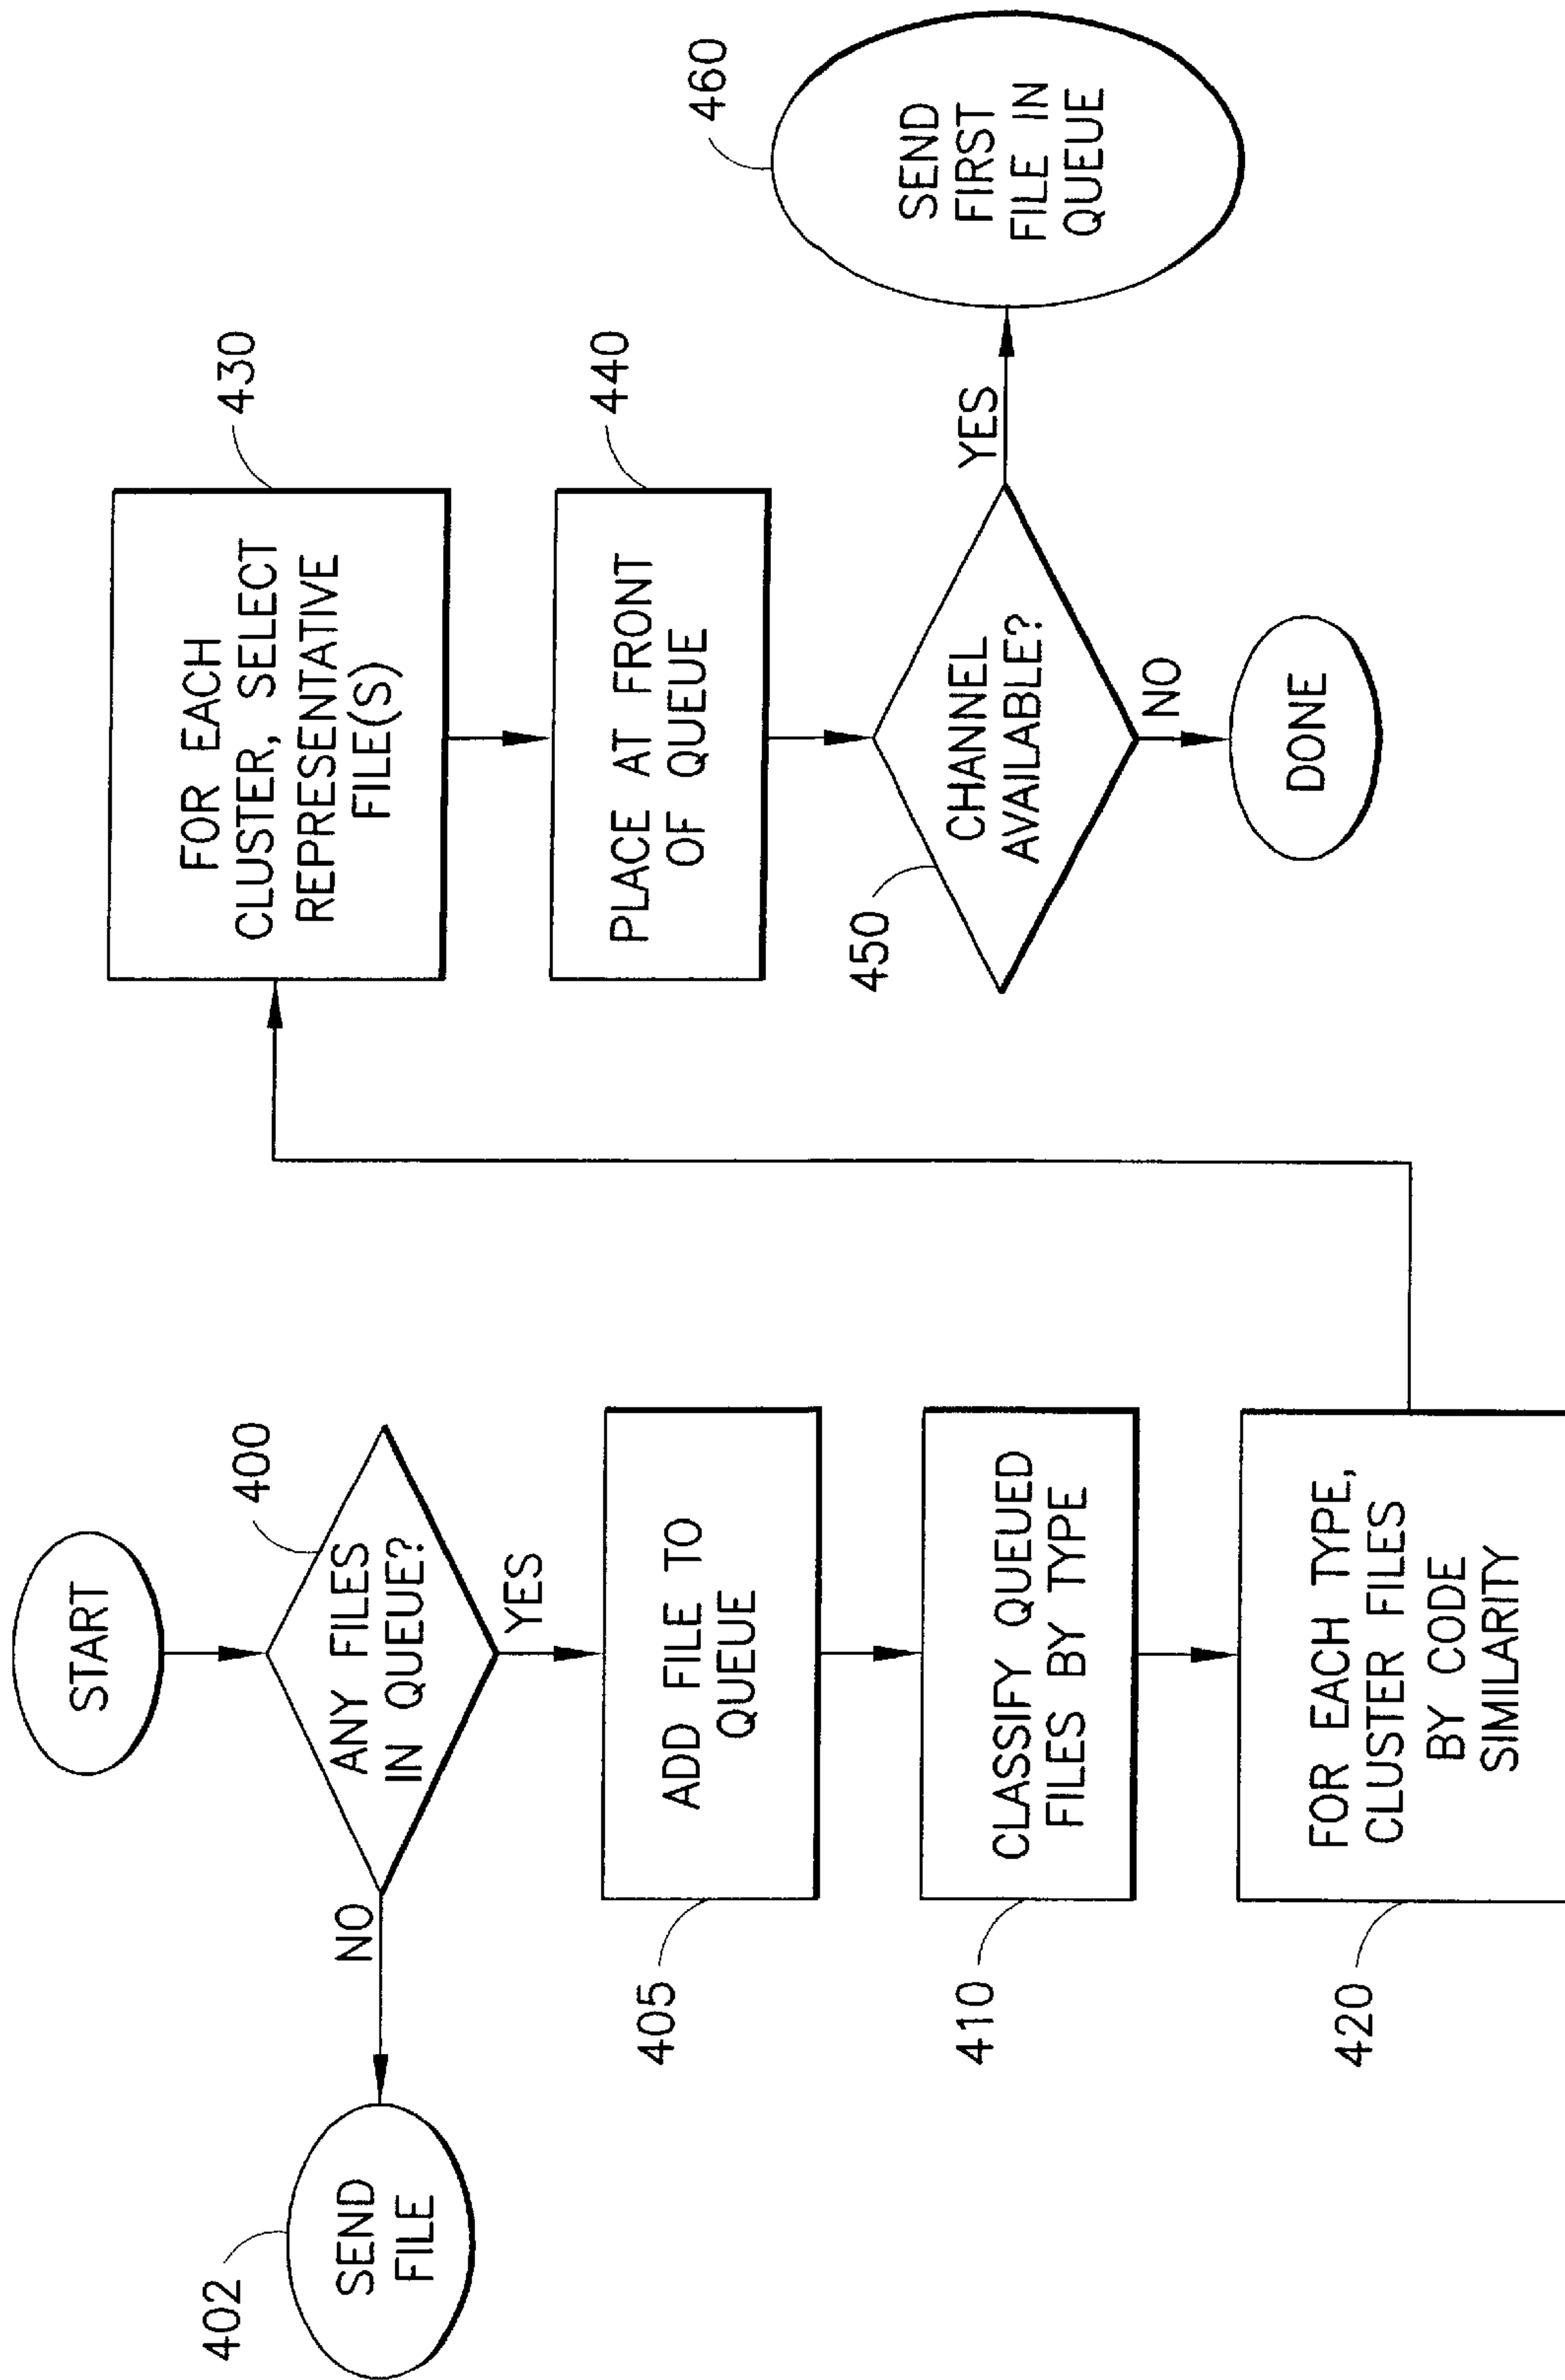 START
400
ANY FILES
IN QUEUE?
NO
402
SEND
FILE
YES
405
ADD FILE TO
QUEUE
410
CLASSIFY QUEUED
FILES BY TYPE
420
FOR EACH TYPE,
CLUSTER FILES
BY CODE
SIMILARITY
430
FOR EACH
CLUSTER, SELECT
REPRESENTATIVE
FILE(S)
440
PLACE AT FRONT
OF QUEUE
450
CHANNEL
AVAILABLE?
YES
460
SEND
FIRST
FILE IN
QUEUE
NO
DONE